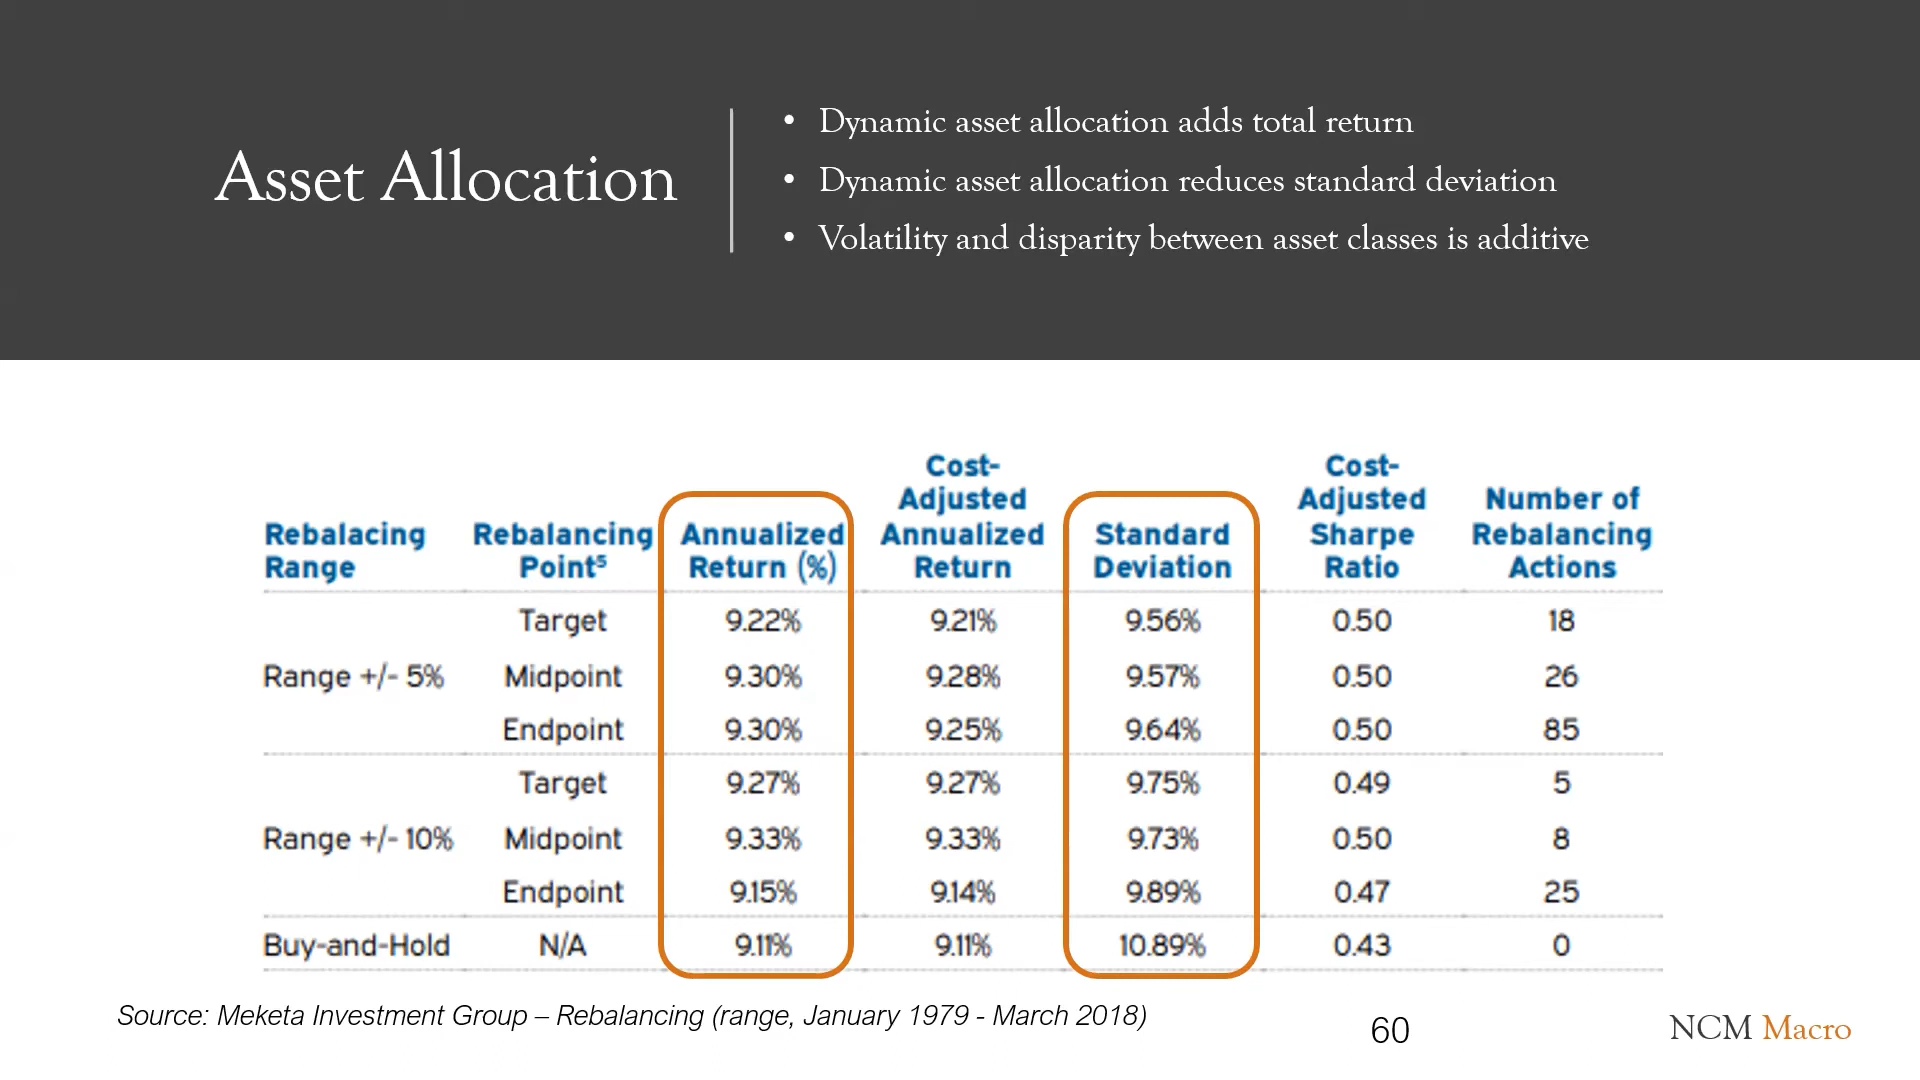 Asset Allocation
• Dynamic asset allocation adds total return
• Dynamic asset allocation reduces standard deviation
• Volatility and disparity between asset classes is additive
Rebalacing Range | Rebalancing Point⁵ | Annualized Return (%) | Cost-Adjusted Annualized Return | Standard Deviation | Cost-Adjusted Sharpe Ratio | Number of Rebalancing Actions
Target 9.22% 9.21% 9.56% 0.50 18
Range +/- 5% Midpoint 9.30% 9.28% 9.57% 0.50 26
Endpoint 9.30% 9.25% 9.64% 0.50 85
Target 9.27% 9.27% 9.75% 0.49 5
Range +/- 10% Midpoint 9.33% 9.33% 9.73% 0.50 8
Endpoint 9.15% 9.14% 9.89% 0.47 25
Buy-and-Hold N/A 9.11% 9.11% 10.89% 0.43 0
Source: Meketa Investment Group – Rebalancing (range, January 1979 - March 2018)
60
NCM Macro